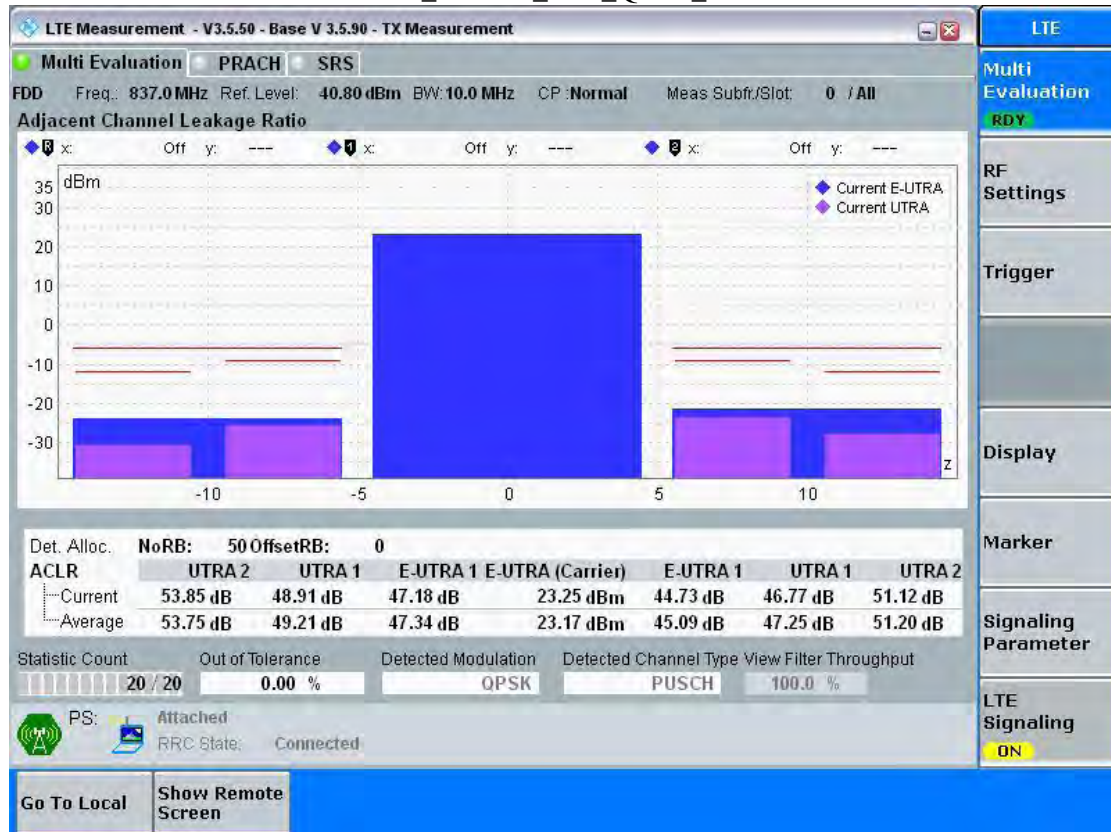 LTE Measurement - V3.5.50 - Base V 3.5.90 - TX Measurement
LTE
Multi Evaluation PRACH SRS
Multi
Evaluation
RDY
FDD Freq.: 837.0 MHz Ref. Level: 40.80 dBm BW: 10.0 MHz CP :Normal Meas Subfr./Slot: 0 / All
Adjacent Channel Leakage Ratio
R x: Off y: --- 1 x: Off y: --- 2 x: Off y: ---
dBm
Current E-UTRA
Current UTRA
35
30
20
10
0
-10
-20
-30
z
-10 -5 0 5 10
RF
Settings
Trigger
Display
Marker
Signaling
Parameter
LTE
Signaling
ON
Det. Alloc. NoRB: 50 OffsetRB: 0
ACLR UTRA 2 UTRA 1 E-UTRA 1 E-UTRA (Carrier) E-UTRA 1 UTRA 1 UTRA 2
Current 53.85 dB 48.91 dB 47.18 dB 23.25 dBm 44.73 dB 46.77 dB 51.12 dB
Average 53.75 dB 49.21 dB 47.34 dB 23.17 dBm 45.09 dB 47.25 dB 51.20 dB
Statistic Count Out of Tolerance Detected Modulation Detected Channel Type View Filter Throughput
20 / 20 0.00 % QPSK PUSCH 100.0 %
PS: Attached
RRC State: Connected
Go To Local
Show Remote
Screen